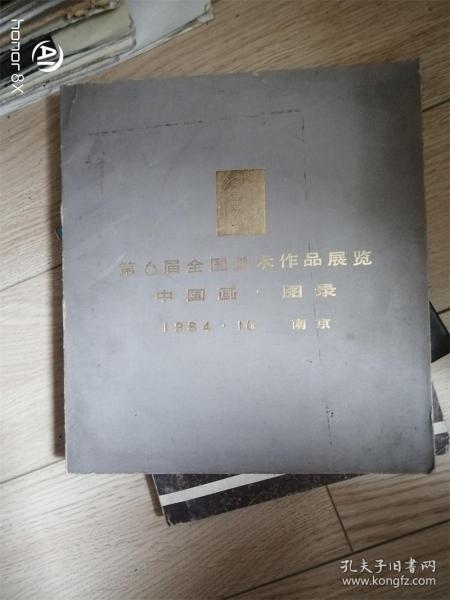 第6届全国美术作品展览
中国画·图录
1984·10 南京
honor 8X
AI
孔夫子旧书网
www.kongfz.com